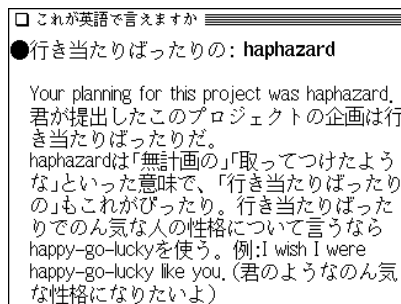 □ これが英語で言えますか
●行き当たりばったりの: haphazard
Your planning for this project was haphazard.
君が提出したこのプロジェクトの企画は行
き当たりばったりだ。
haphazardは「無計画の」「取ってつけたよう
な」といった意味で、「行き当たりばったり
の」もこれがぴったり。行き当たりばった
りでのん気な人の性格について言うなら
happy-go-luckyを使う。例:I wish I were
happy-go-lucky like you.(君のようなのん気
な性格になりたいよ)